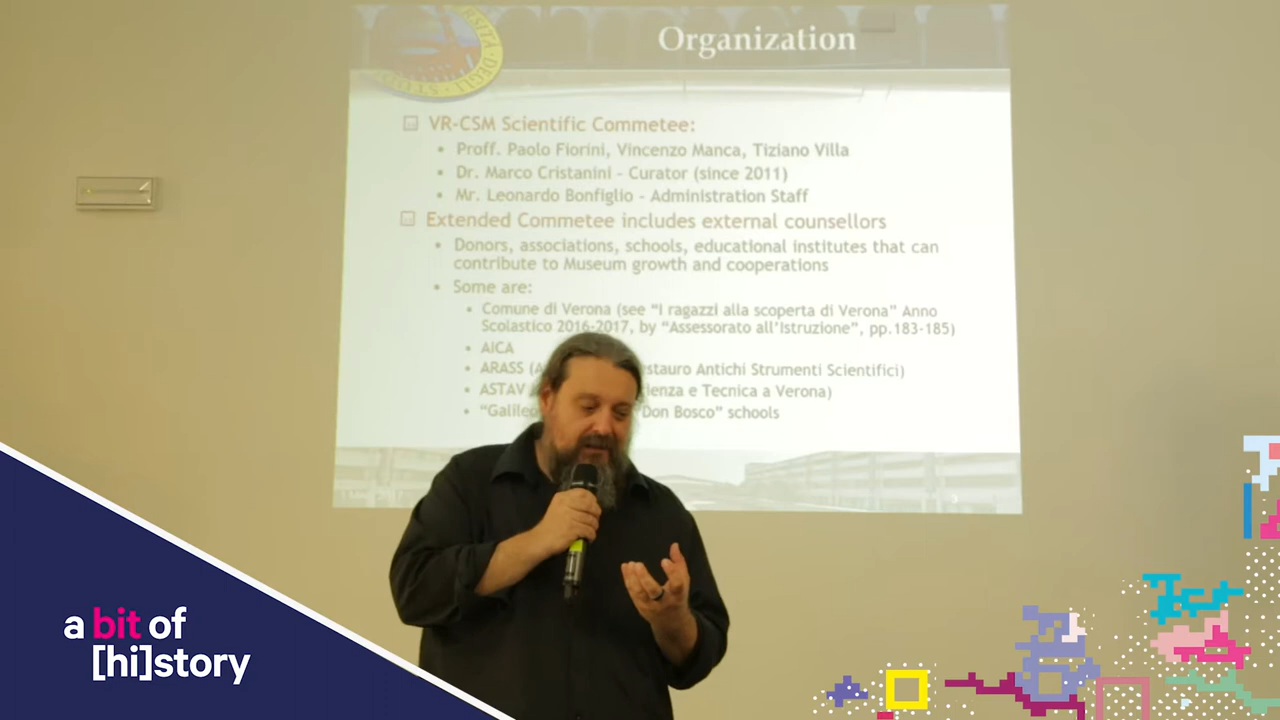 Organization
VR-CSM Scientific Commetee:
Proff. Paolo Fiorini, Vincenzo Manca, Tiziano Villa
Dr. Marco Cristanini - Curator (since 2011)
Mr. Leonardo Bonfiglio - Administration Staff
Extended Commetee includes external counsellors
Donors, associations, schools, educational institutes that can
contribute to Museum growth and cooperations
Some are:
Comune di Verona (see “I ragazzi alla scoperta di Verona” Anno
Scolastico 2016-2017, by “Assessorato all’Istruzione”, pp.183-185)
AICA
ARASS Antichi Strumenti Scientifici)
ASTAV e Tecnica a Verona)
Don Bosco” schools
a bit of
[hi]story